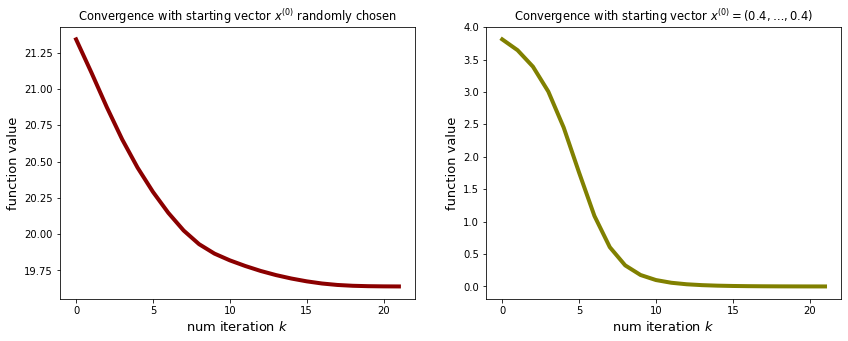 Convergence with starting vector $x^{(0)}$ randomly chosen
function value
21.25
21.00
20.75
20.50
20.25
20.00
19.75
0 5 10 15 20
num iteration k
Convergence with starting vector $x^{(0)} = (0.4, \ldots, 0.4)$
function value
4.0
3.5
3.0
2.5
2.0
1.5
1.0
0.5
0.0
0 5 10 15 20
num iteration k